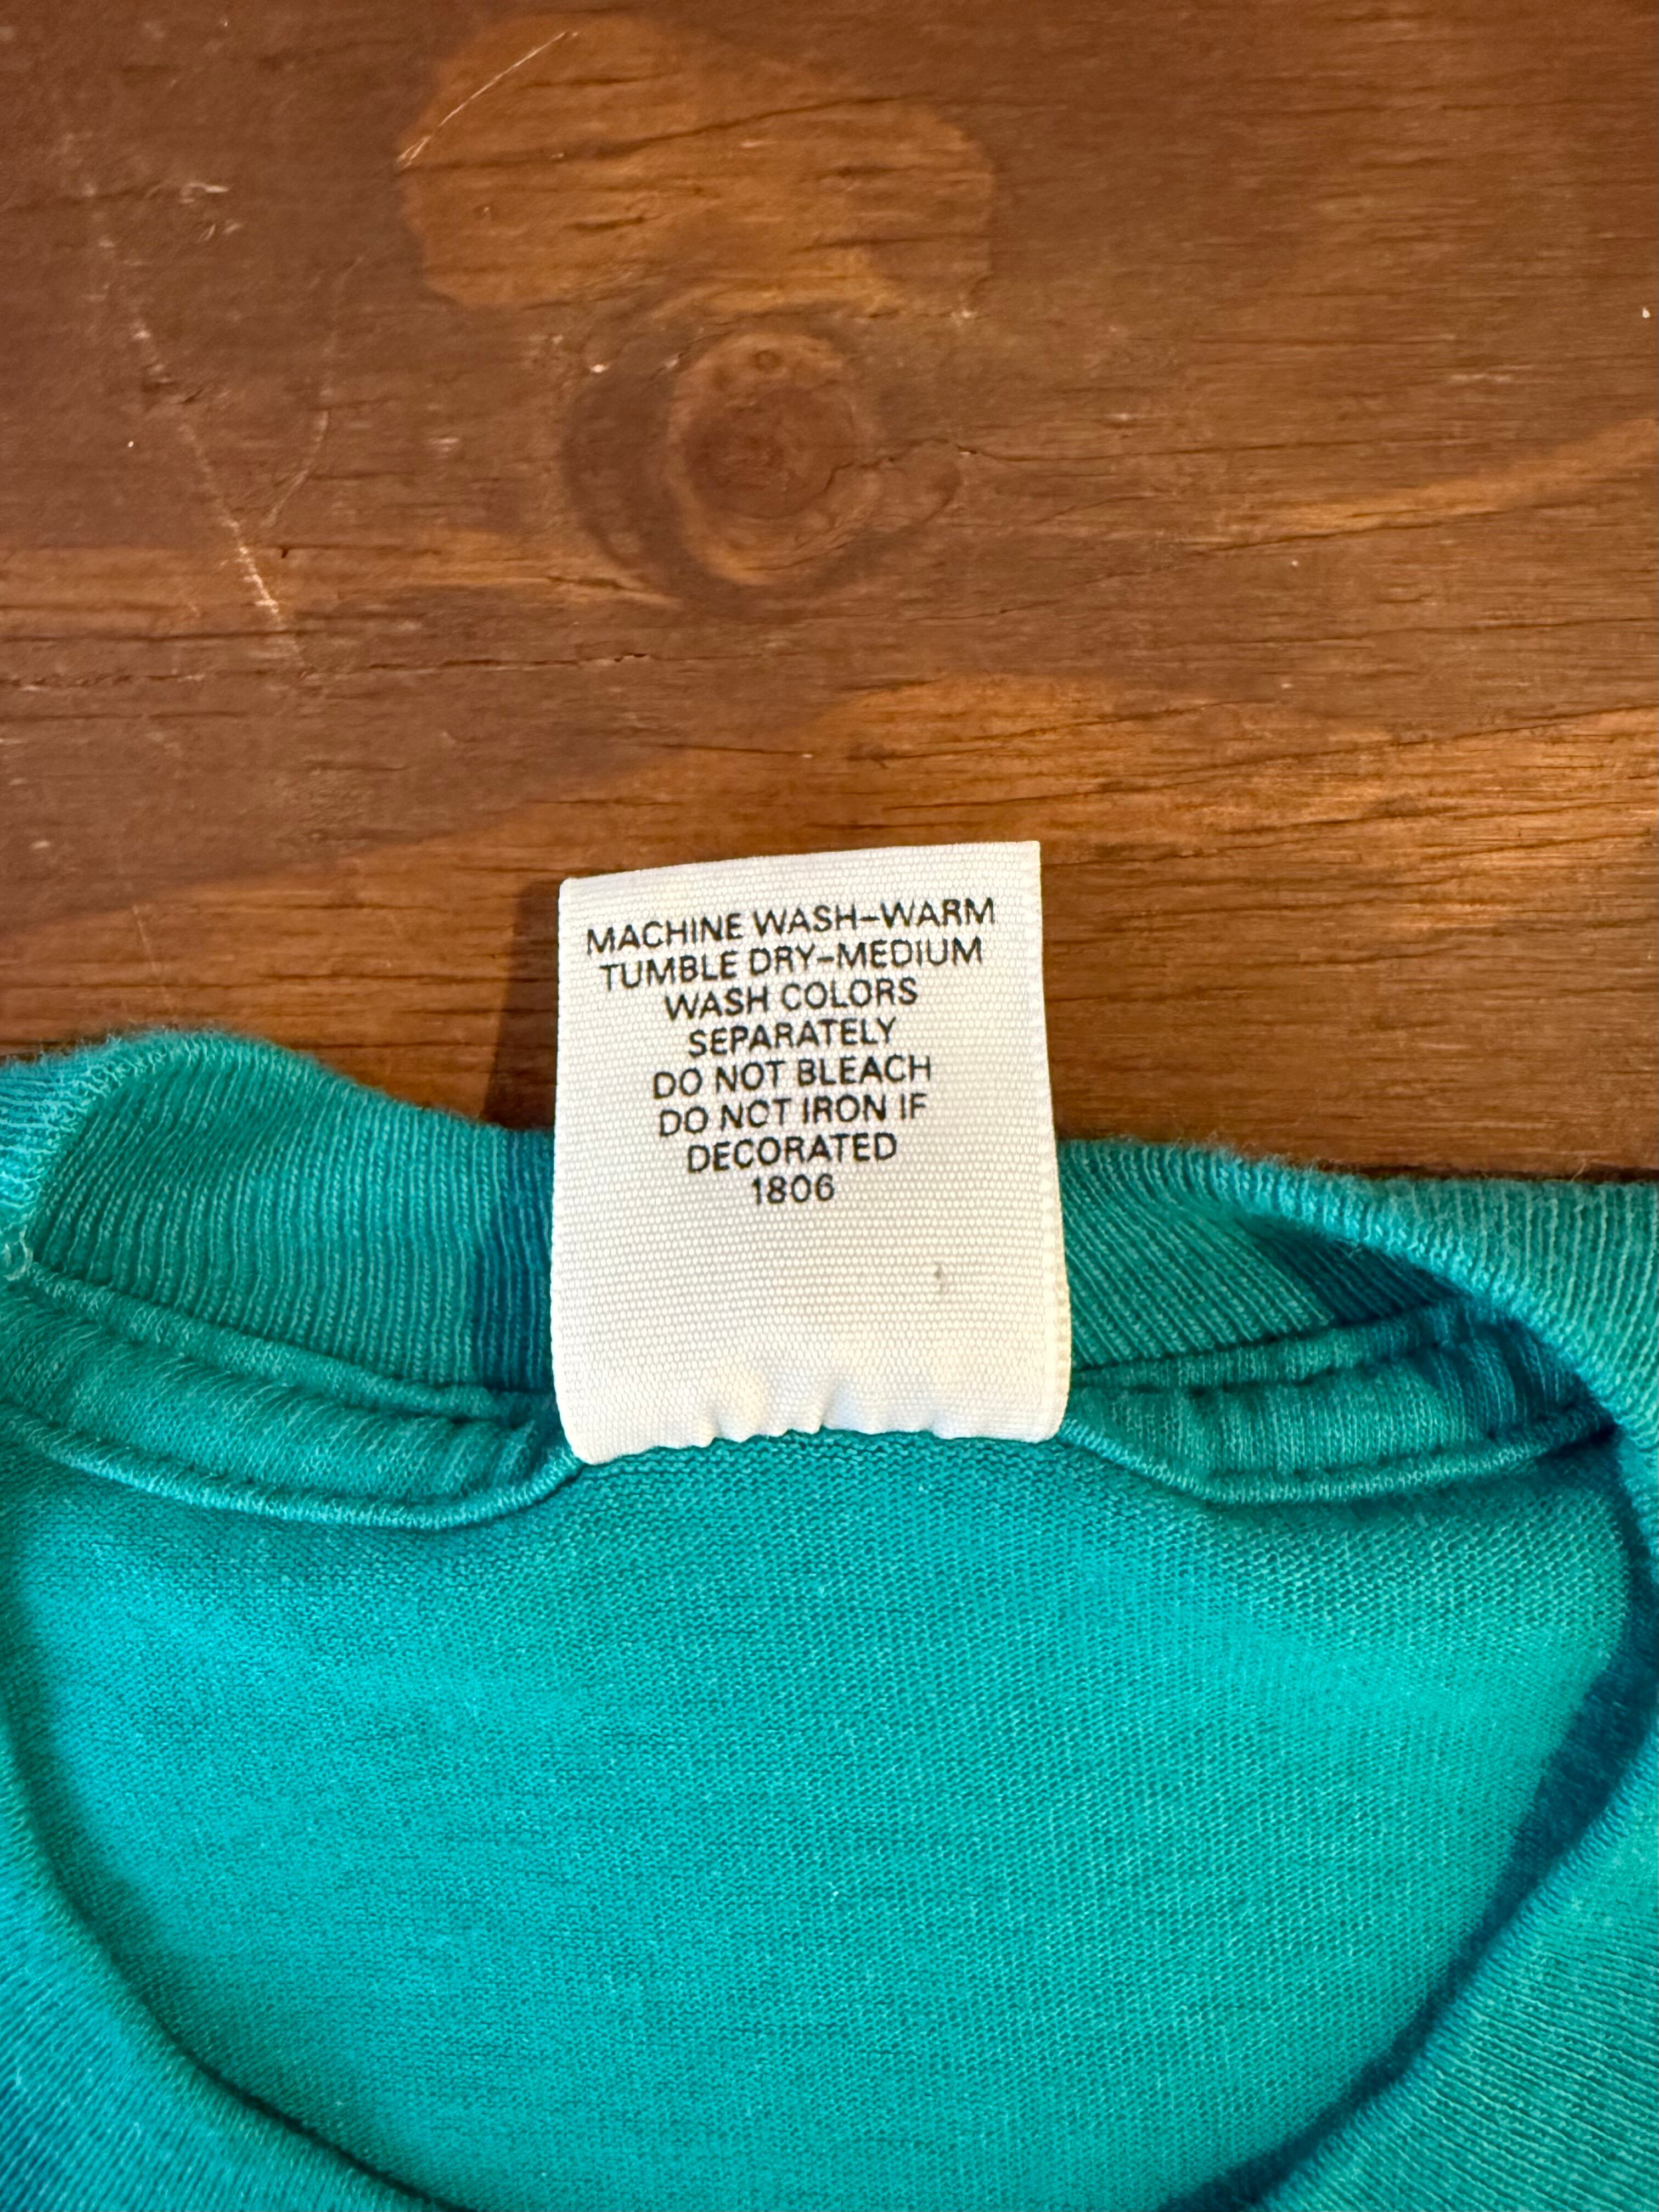 MACHINE WASH-WARM
TUMBLE DRY-MEDIUM
WASH COLORS
SEPARATELY
DO NOT BLEACH
DO NOT IRON IF
DECORATED
1806